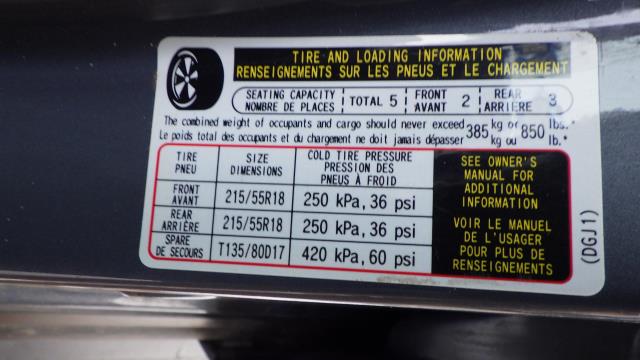 TIRE AND LOADING INFORMATION
RENSEIGNEMENTS SUR LES PNEUS ET LE CHARGEMENT
SEATING CAPACITY
NOMBRE DE PLACES
TOTAL 5
FRONT
AVANT
2
REAR
ARRIÈRE
3
The combined weight of occupants and cargo should never exceed 385 kg or 850 lbs.*
Le poids total des occupants et du chargement ne doit jamais dépasser kg ou lb.*
TIRE
PNEU
SIZE
DIMENSIONS
COLD TIRE PRESSURE
PRESSION DES
PNEUS À FROID
FRONT
AVANT
215/55R18
250 kPa, 36 psi
REAR
ARRIÈRE
215/55R18
250 kPa, 36 psi
SPARE
DE SECOURS
T135/80D17
420 kPa, 60 psi
SEE OWNER'S
MANUAL FOR
ADDITIONAL
INFORMATION
VOIR LE MANUEL
DE L'USAGER
POUR PLUS DE
RENSEIGNEMENTS
(DGJ1)